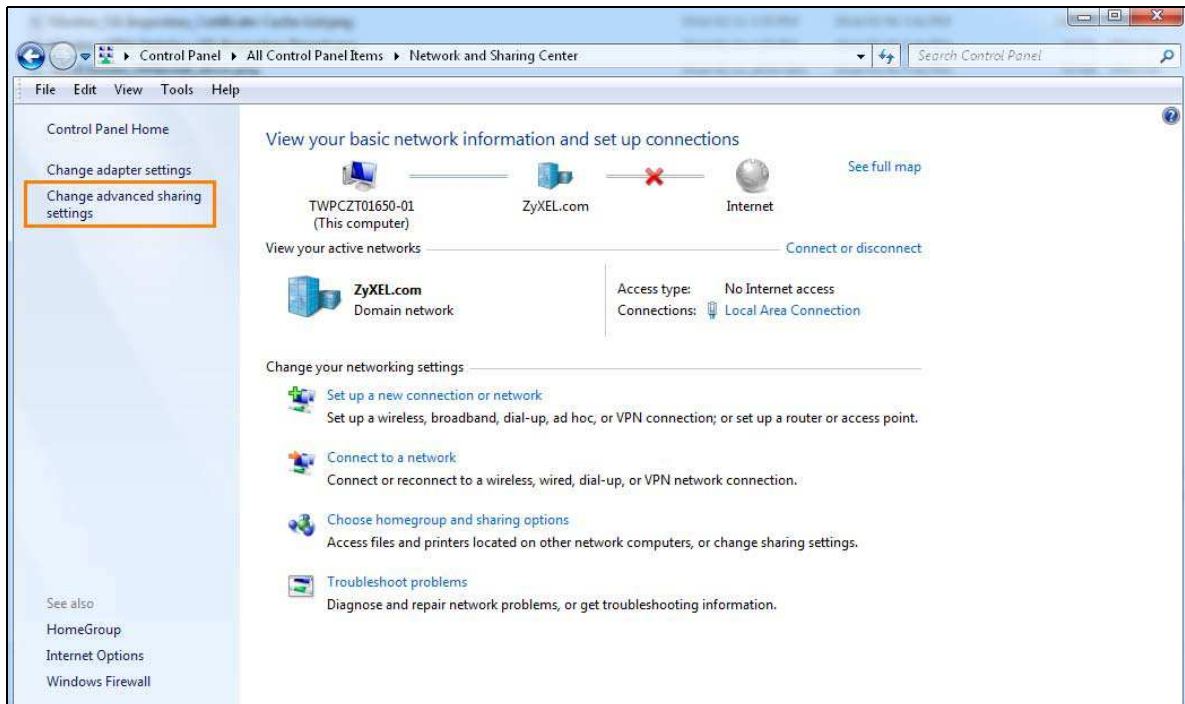 Control Panel ▸ All Control Panel Items ▸ Network and Sharing Center
Search Control Panel
File Edit View Tools Help
Control Panel Home
Change adapter settings
Change advanced sharing
settings
See also
HomeGroup
Internet Options
Windows Firewall
View your basic network information and set up connections
See full map
TWPCZT01650-01
(This computer)
ZyXEL.com
Internet
View your active networks
Connect or disconnect
ZyXEL.com
Domain network
Access type: No Internet access
Connections: Local Area Connection
Change your networking settings
Set up a new connection or network
Set up a wireless, broadband, dial-up, ad hoc, or VPN connection; or set up a router or access point.
Connect to a network
Connect or reconnect to a wireless, wired, dial-up, or VPN network connection.
Choose homegroup and sharing options
Access files and printers located on other network computers, or change sharing settings.
Troubleshoot problems
Diagnose and repair network problems, or get troubleshooting information.